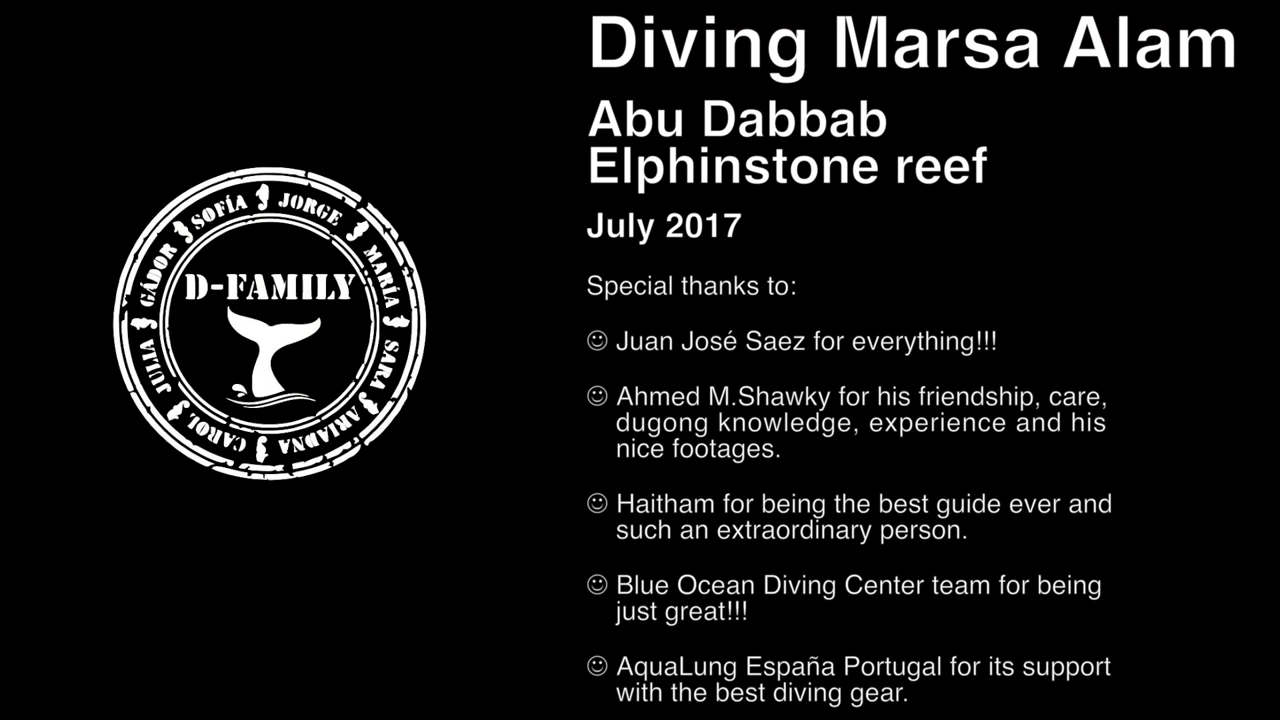 Diving Marsa Alam
Abu Dabbab
Elphinstone reef
July 2017
Special thanks to:
☺ Juan José Saez for everything!!!
☺ Ahmed M.Shawky for his friendship, care,
dugong knowledge, experience and his
nice footages.
☺ Haitham for being the best guide ever and
such an extraordinary person.
☺ Blue Ocean Diving Center team for being
just great!!!
☺ AquaLung España Portugal for its support
with the best diving gear.
D-FAMILY
SOFÍA
JORGE
MARÍA
SARA
ARIADNA
CAROL
JULIA
GÁDOR